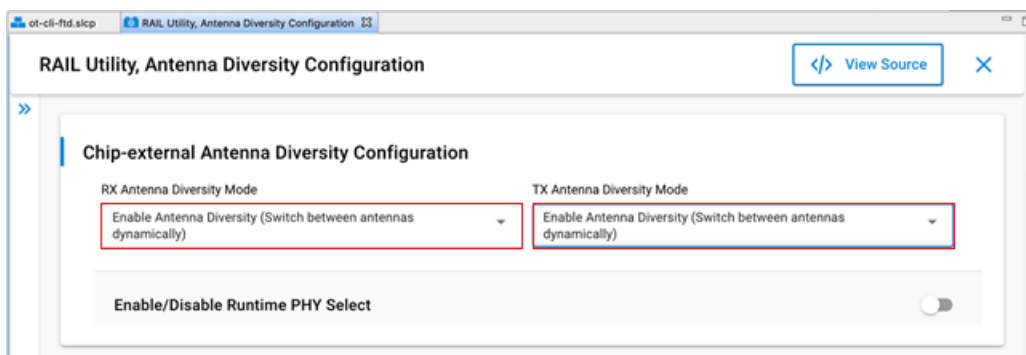 ot-cli-ftd.slcp
RAIL Utility, Antenna Diversity Configuration
RAIL Utility, Antenna Diversity Configuration
</> View Source
Chip-external Antenna Diversity Configuration
RX Antenna Diversity Mode
Enable Antenna Diversity (Switch between antennas
dynamically)
TX Antenna Diversity Mode
Enable Antenna Diversity (Switch between antennas
dynamically)
Enable/Disable Runtime PHY Select